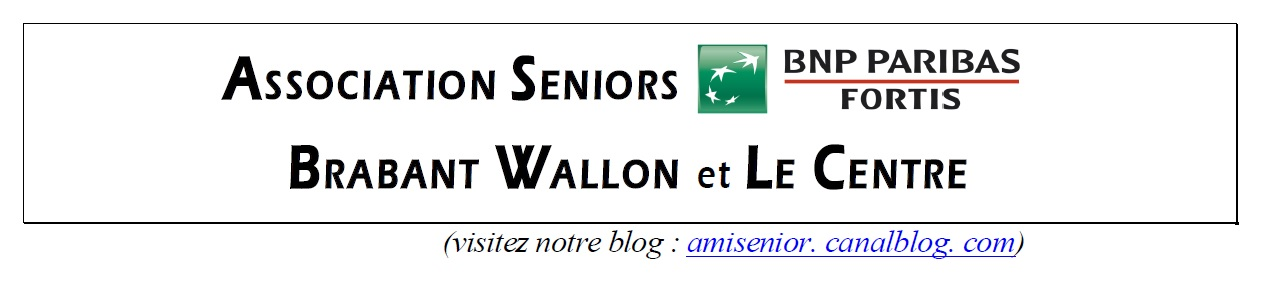 ASSOCIATION SENIORS BNP PARIBAS FORTIS
BRABANT WALLON et LE CENTRE
(visitez notre blog : amisenior. canalblog. com)